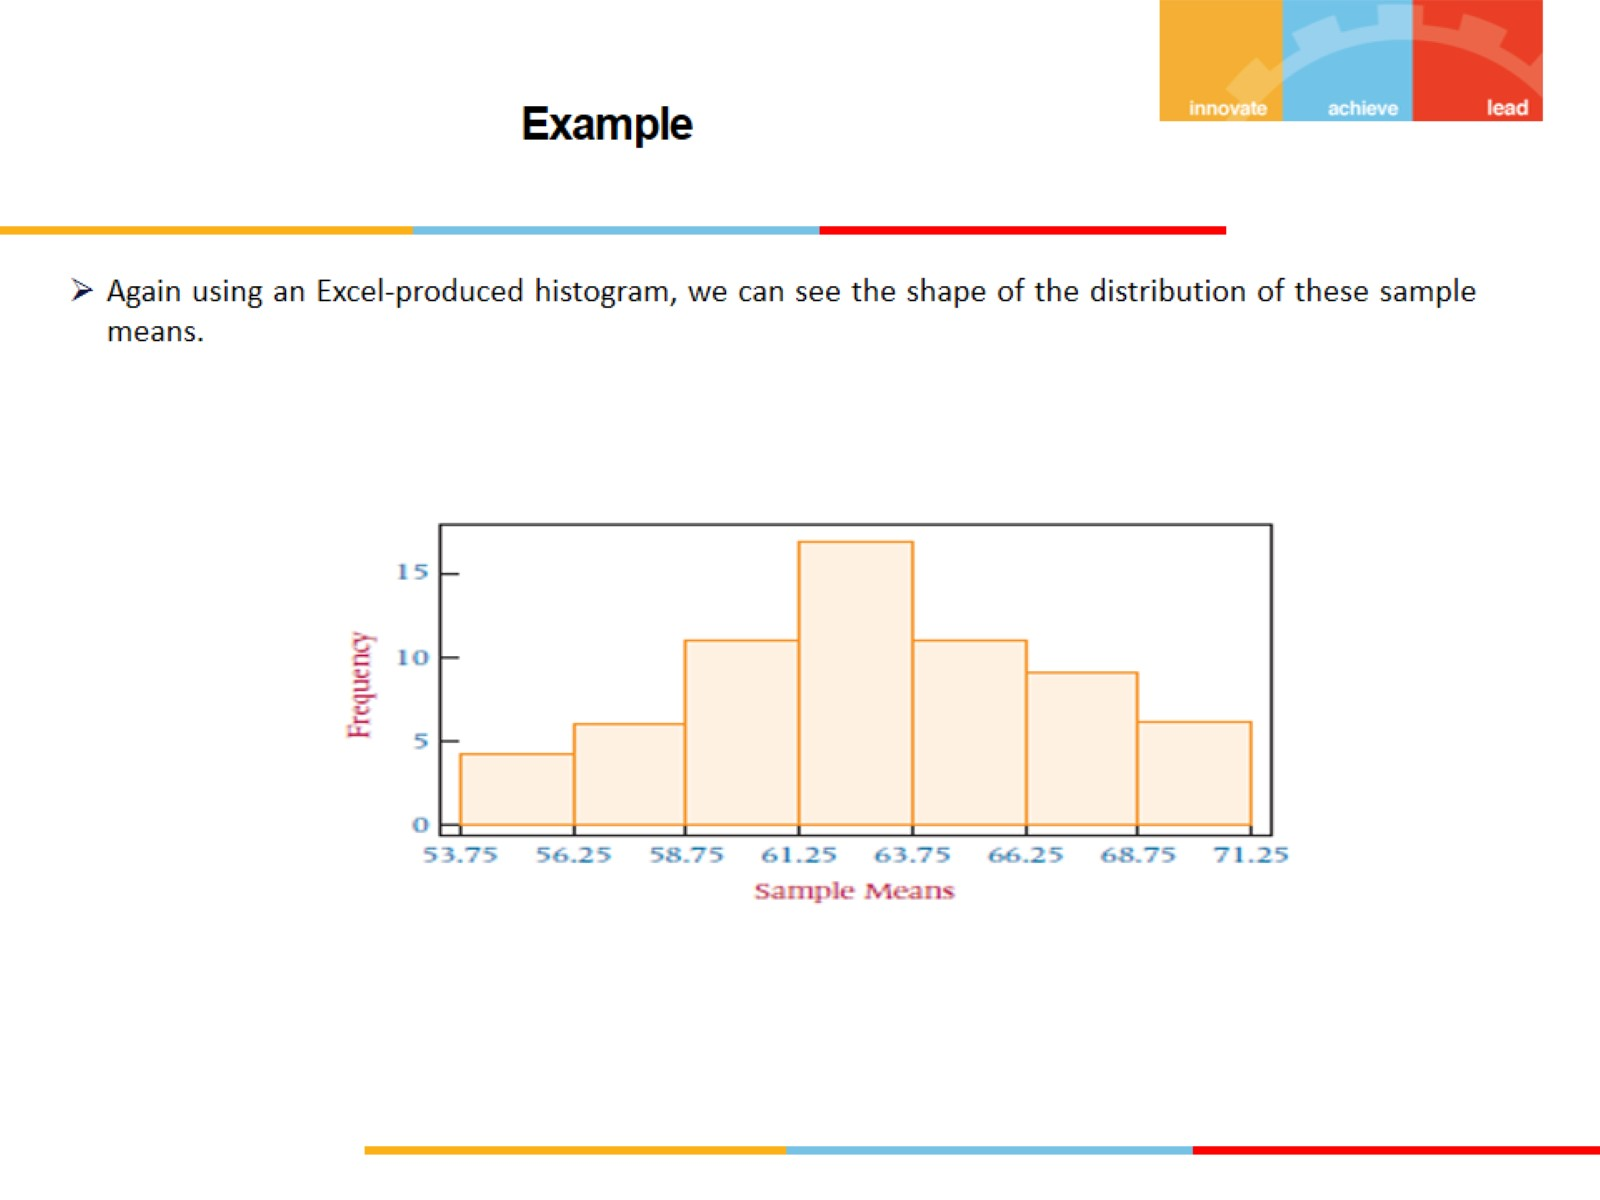 innovate achieve lead
Example
➢ Again using an Excel-produced histogram, we can see the shape of the distribution of these sample
means.
15
10
5
0
Frequency
53.75 56.25 58.75 61.25 63.75 66.25 68.75 71.25
Sample Means